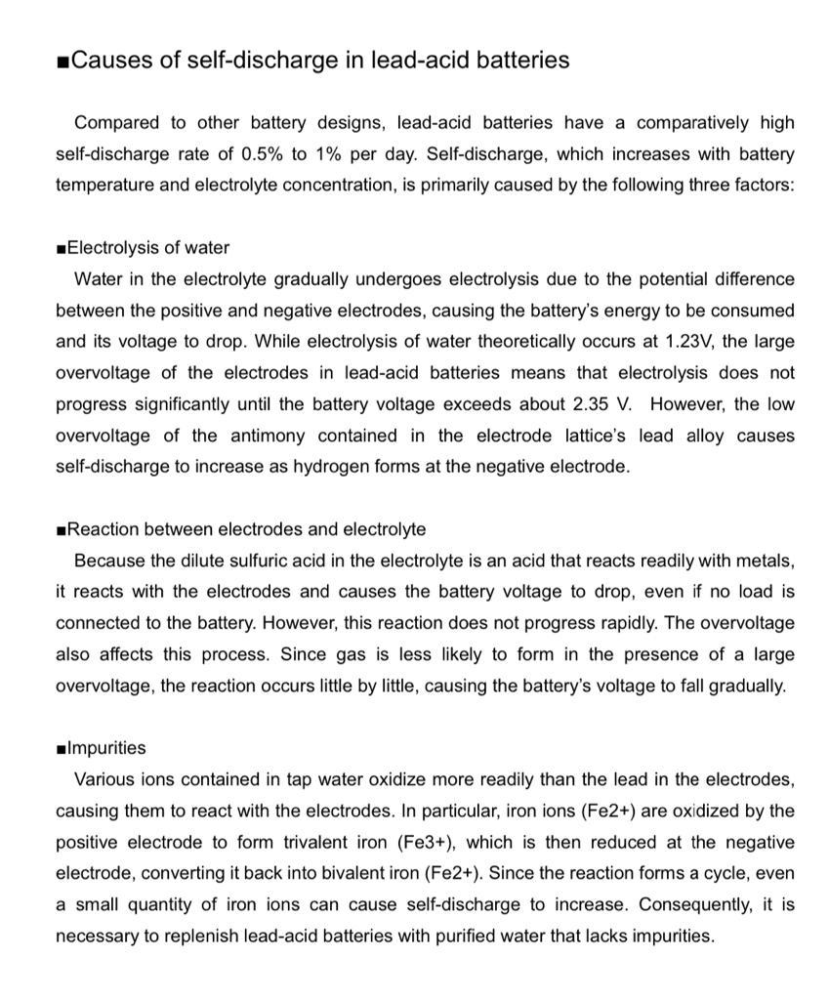 ■Causes of self-discharge in lead-acid batteries
Compared to other battery designs, lead-acid batteries have a comparatively high
self-discharge rate of 0.5% to 1% per day. Self-discharge, which increases with battery
temperature and electrolyte concentration, is primarily caused by the following three factors:
■Electrolysis of water
Water in the electrolyte gradually undergoes electrolysis due to the potential difference
between the positive and negative electrodes, causing the battery’s energy to be consumed
and its voltage to drop. While electrolysis of water theoretically occurs at 1.23V, the large
overvoltage of the electrodes in lead-acid batteries means that electrolysis does not
progress significantly until the battery voltage exceeds about 2.35 V. However, the low
overvoltage of the antimony contained in the electrode lattice’s lead alloy causes
self-discharge to increase as hydrogen forms at the negative electrode.
■Reaction between electrodes and electrolyte
Because the dilute sulfuric acid in the electrolyte is an acid that reacts readily with metals,
it reacts with the electrodes and causes the battery voltage to drop, even if no load is
connected to the battery. However, this reaction does not progress rapidly. The overvoltage
also affects this process. Since gas is less likely to form in the presence of a large
overvoltage, the reaction occurs little by little, causing the battery’s voltage to fall gradually.
■Impurities
Various ions contained in tap water oxidize more readily than the lead in the electrodes,
causing them to react with the electrodes. In particular, iron ions (Fe2+) are oxidized by the
positive electrode to form trivalent iron (Fe3+), which is then reduced at the negative
electrode, converting it back into bivalent iron (Fe2+). Since the reaction forms a cycle, even
a small quantity of iron ions can cause self-discharge to increase. Consequently, it is
necessary to replenish lead-acid batteries with purified water that lacks impurities.